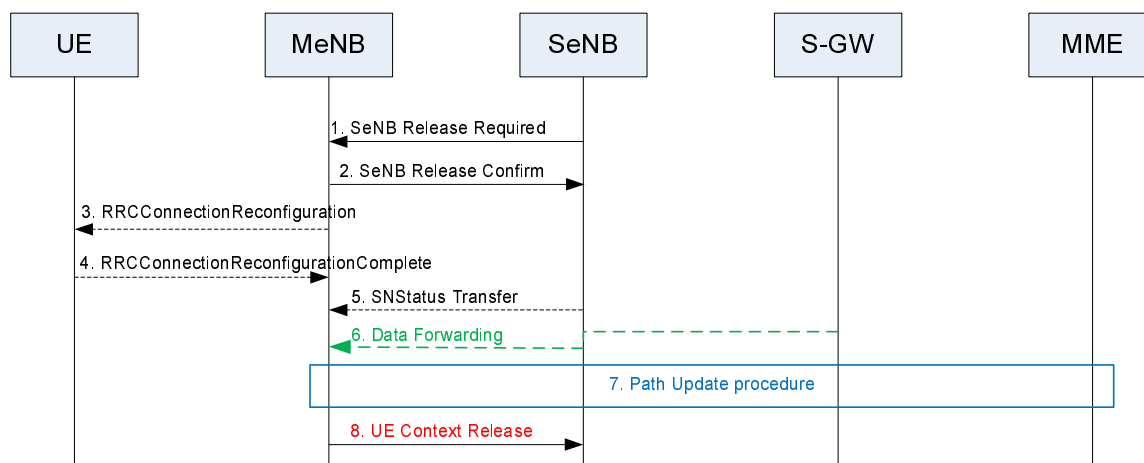 UE
MeNB
SeNB
S-GW
MME
1. SeNB Release Required
2. SeNB Release Confirm
3. RRCConnectionReconfiguration
4. RRCConnectionReconfigurationComplete
5. SNStatus Transfer
6. Data Forwarding
7. Path Update procedure
8. UE Context Release